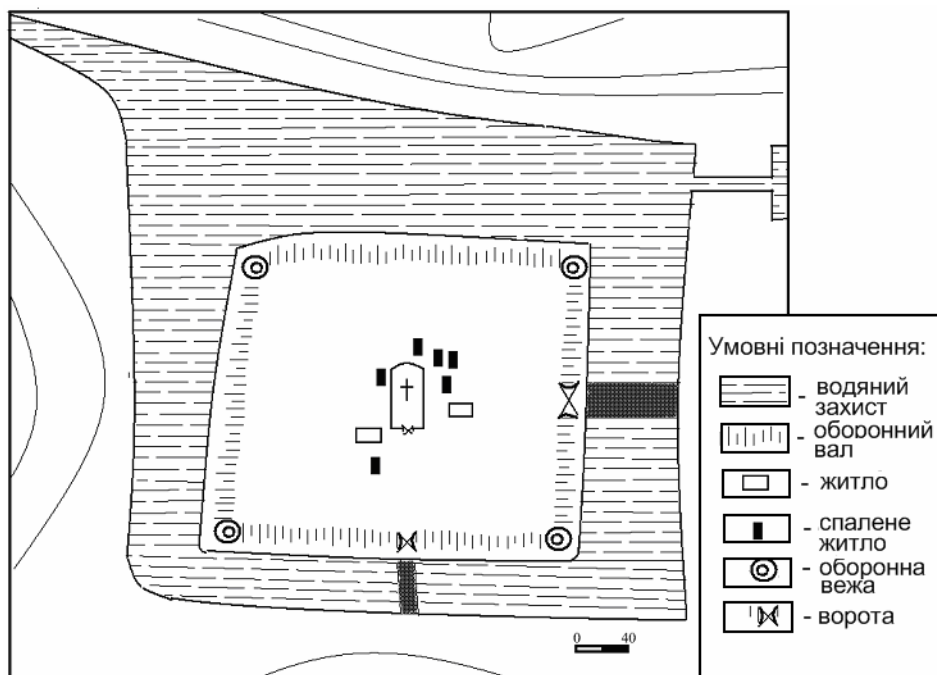 Умовні позначення:
- водяний
захист
- оборонний
вал
- житло
- спалене
житло
- оборонна
вежа
- ворота
0 40